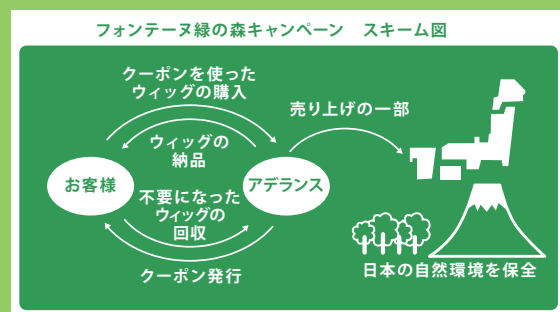 フォンテーヌ緑の森キャンペーン　スキーム図
クーポンを使った
ウィッグの購入
売り上げの一部
ウィッグの
納品
お客様
アデランス
不要になった
ウィッグの
回収
クーポン発行
日本の自然環境を保全